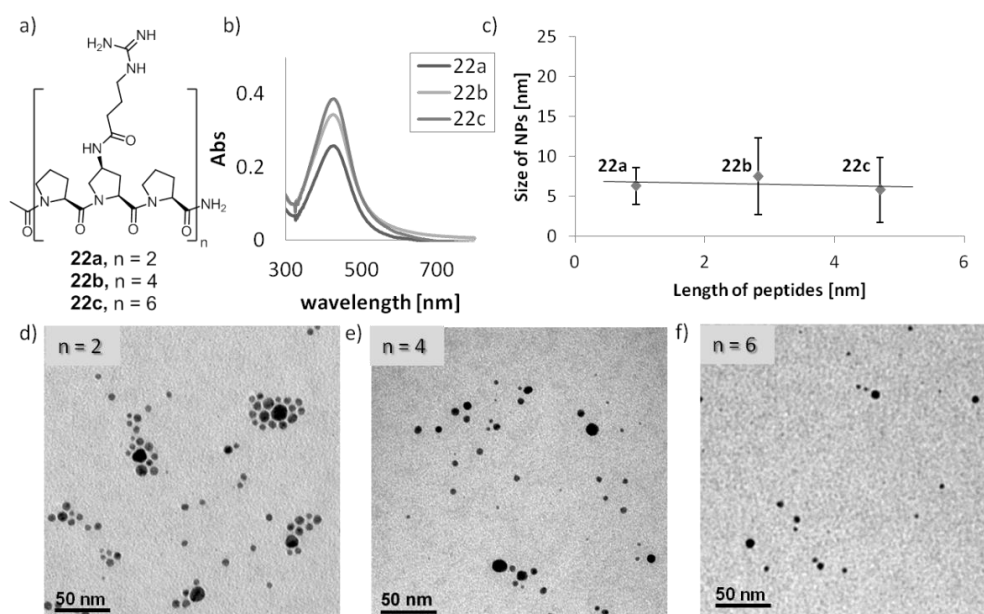 a)
H₂N
NH
NH
O
HN
N
O
N
O
N
O
NH₂
n
22a, n = 2
22b, n = 4
22c, n = 6
b)
22a
22b
22c
0.4
0.2
0
Abs
300 500 700
wavelength [nm]
c)
Size of NPs [nm]
25
20
15
10
5
0
22a 22b 22c
0 2 4 6
Length of peptides [nm]
d) n = 2
50 nm
e) n = 4
50 nm
f) n = 6
50 nm